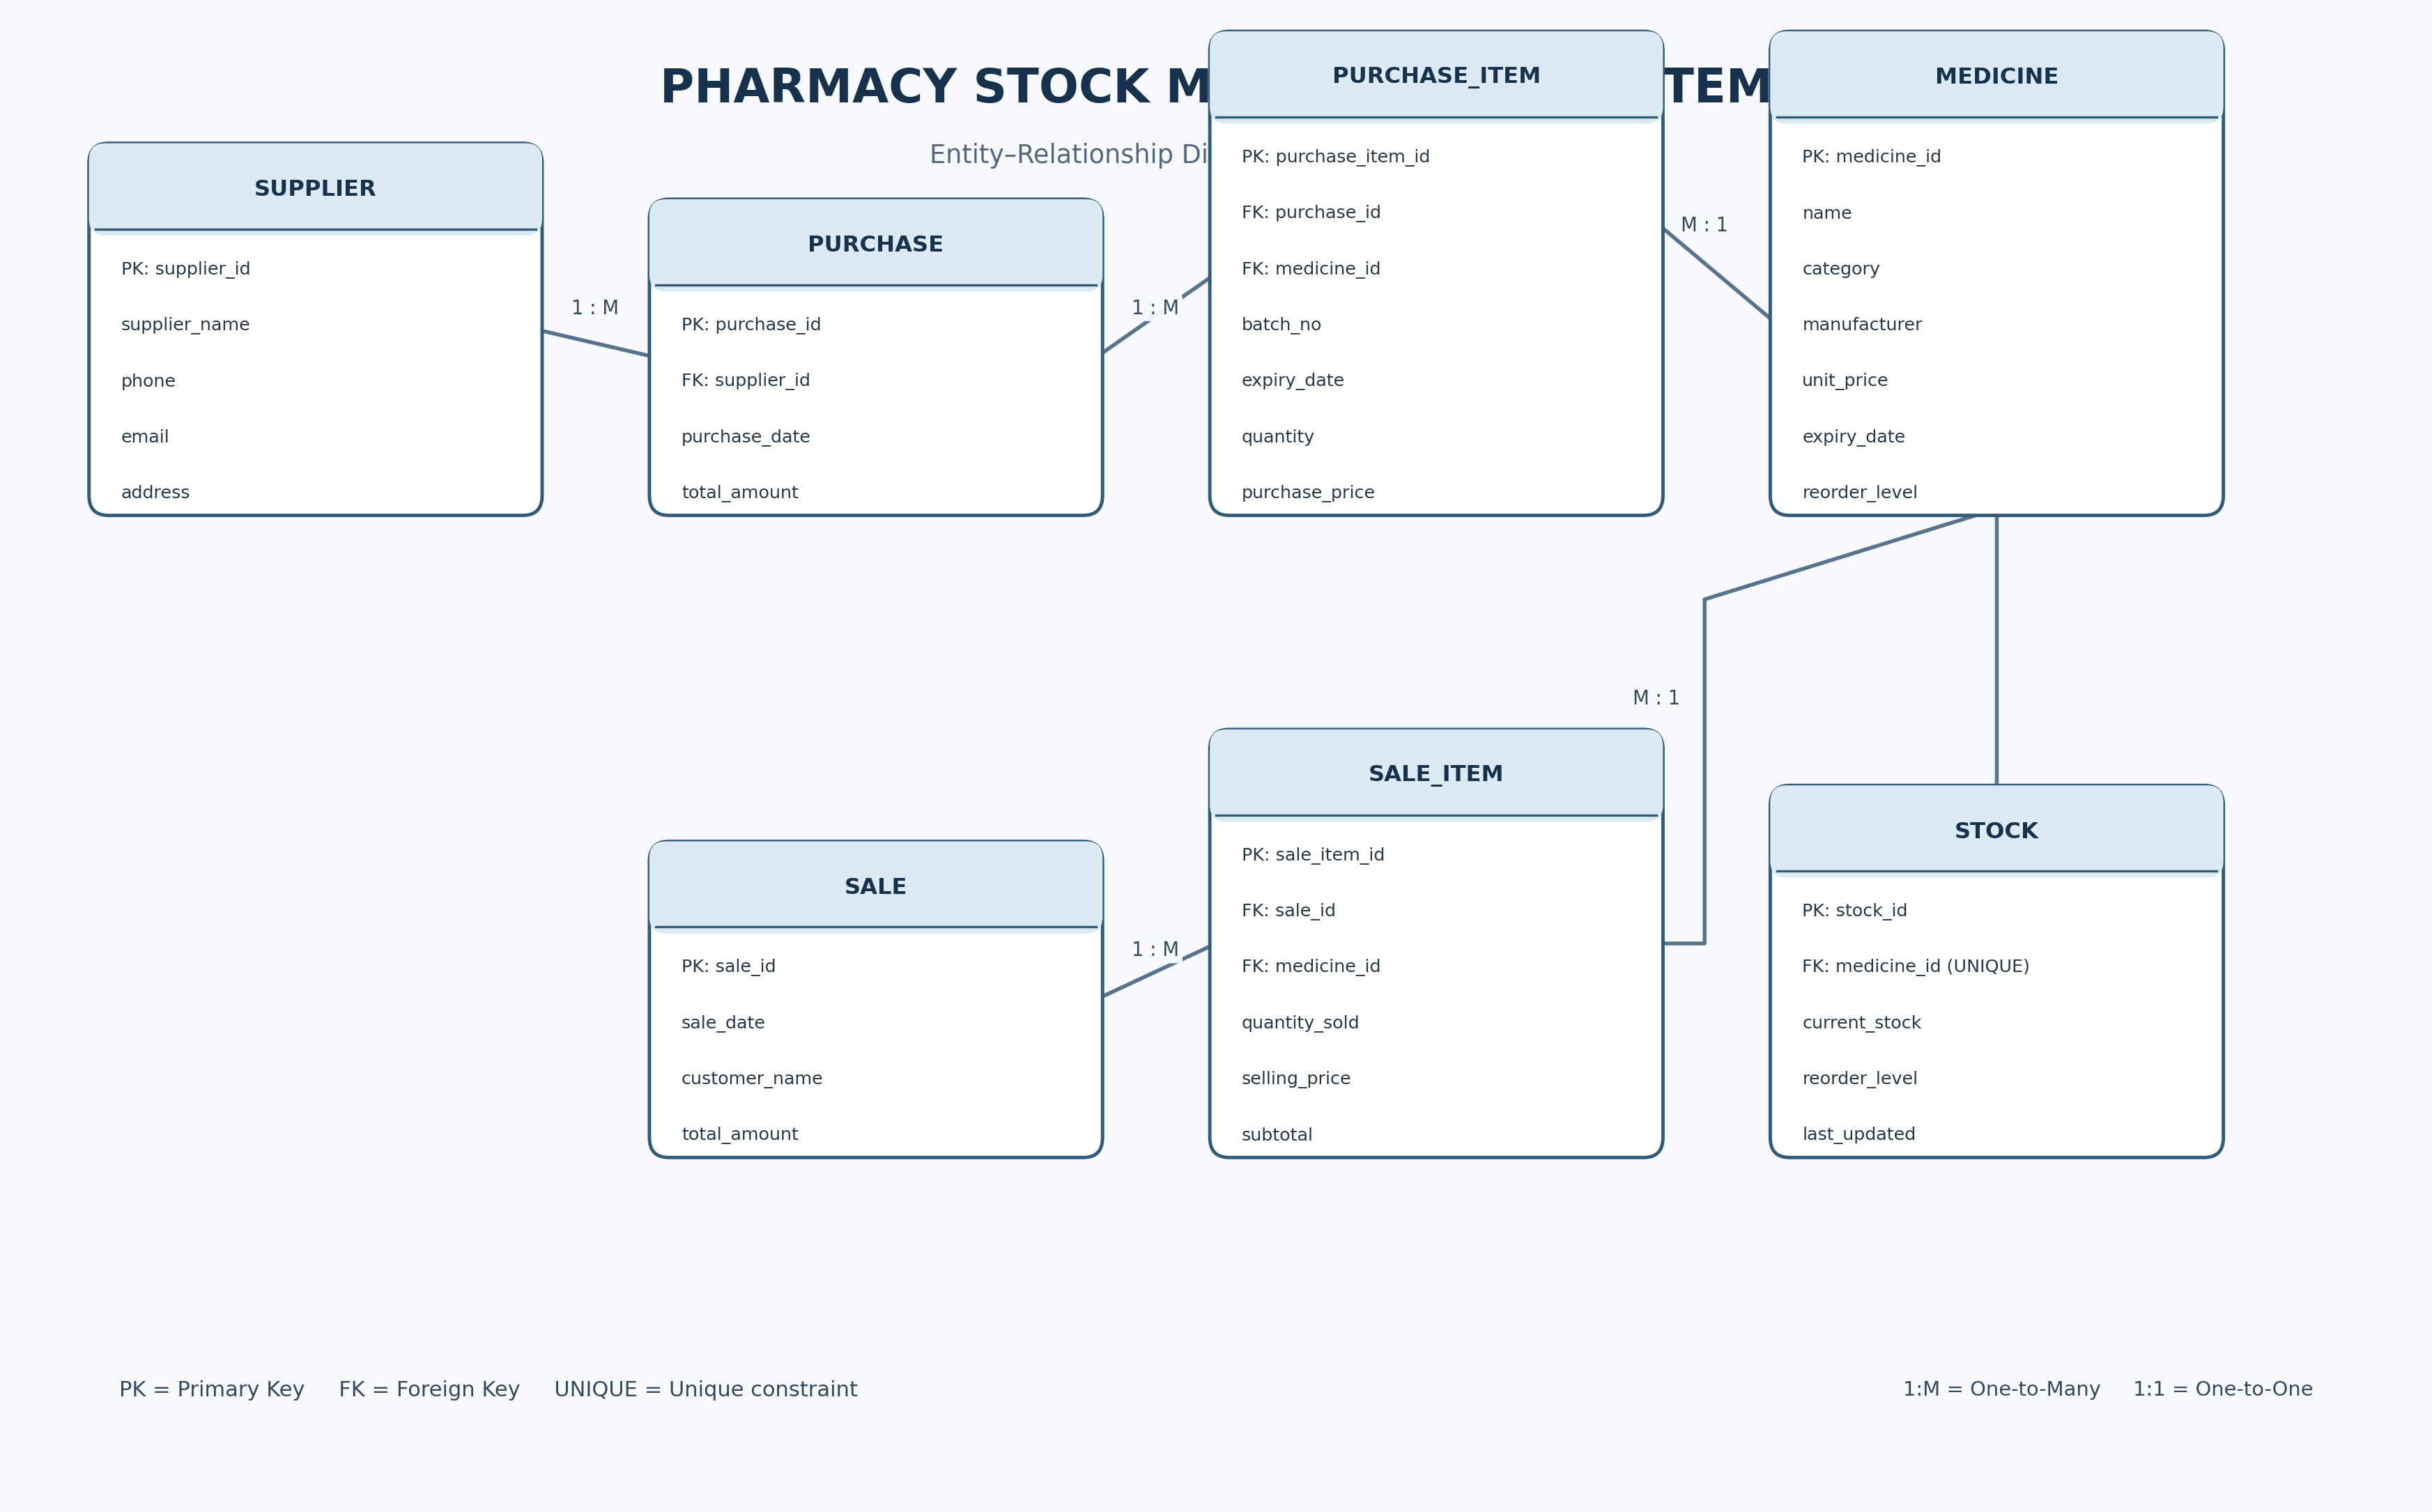 PHARMACY STOCK
Entity–Relationship
SUPPLIER
PK: supplier_id
supplier_name
phone
email
address
1 : M
PURCHASE
PK: purchase_id
FK: supplier_id
purchase_date
total_amount
1 : M
PURCHASE_ITEM
PK: purchase_item_id
FK: purchase_id
FK: medicine_id
batch_no
expiry_date
quantity
purchase_price
M : 1
MEDICINE
PK: medicine_id
name
category
manufacturer
unit_price
expiry_date
reorder_level
M : 1
SALE
PK: sale_id
sale_date
customer_name
total_amount
1 : M
SALE_ITEM
PK: sale_item_id
FK: sale_id
FK: medicine_id
quantity_sold
selling_price
subtotal
STOCK
PK: stock_id
FK: medicine_id (UNIQUE)
current_stock
reorder_level
last_updated
PK = Primary Key FK = Foreign Key UNIQUE = Unique constraint
1:M = One-to-Many 1:1 = One-to-One